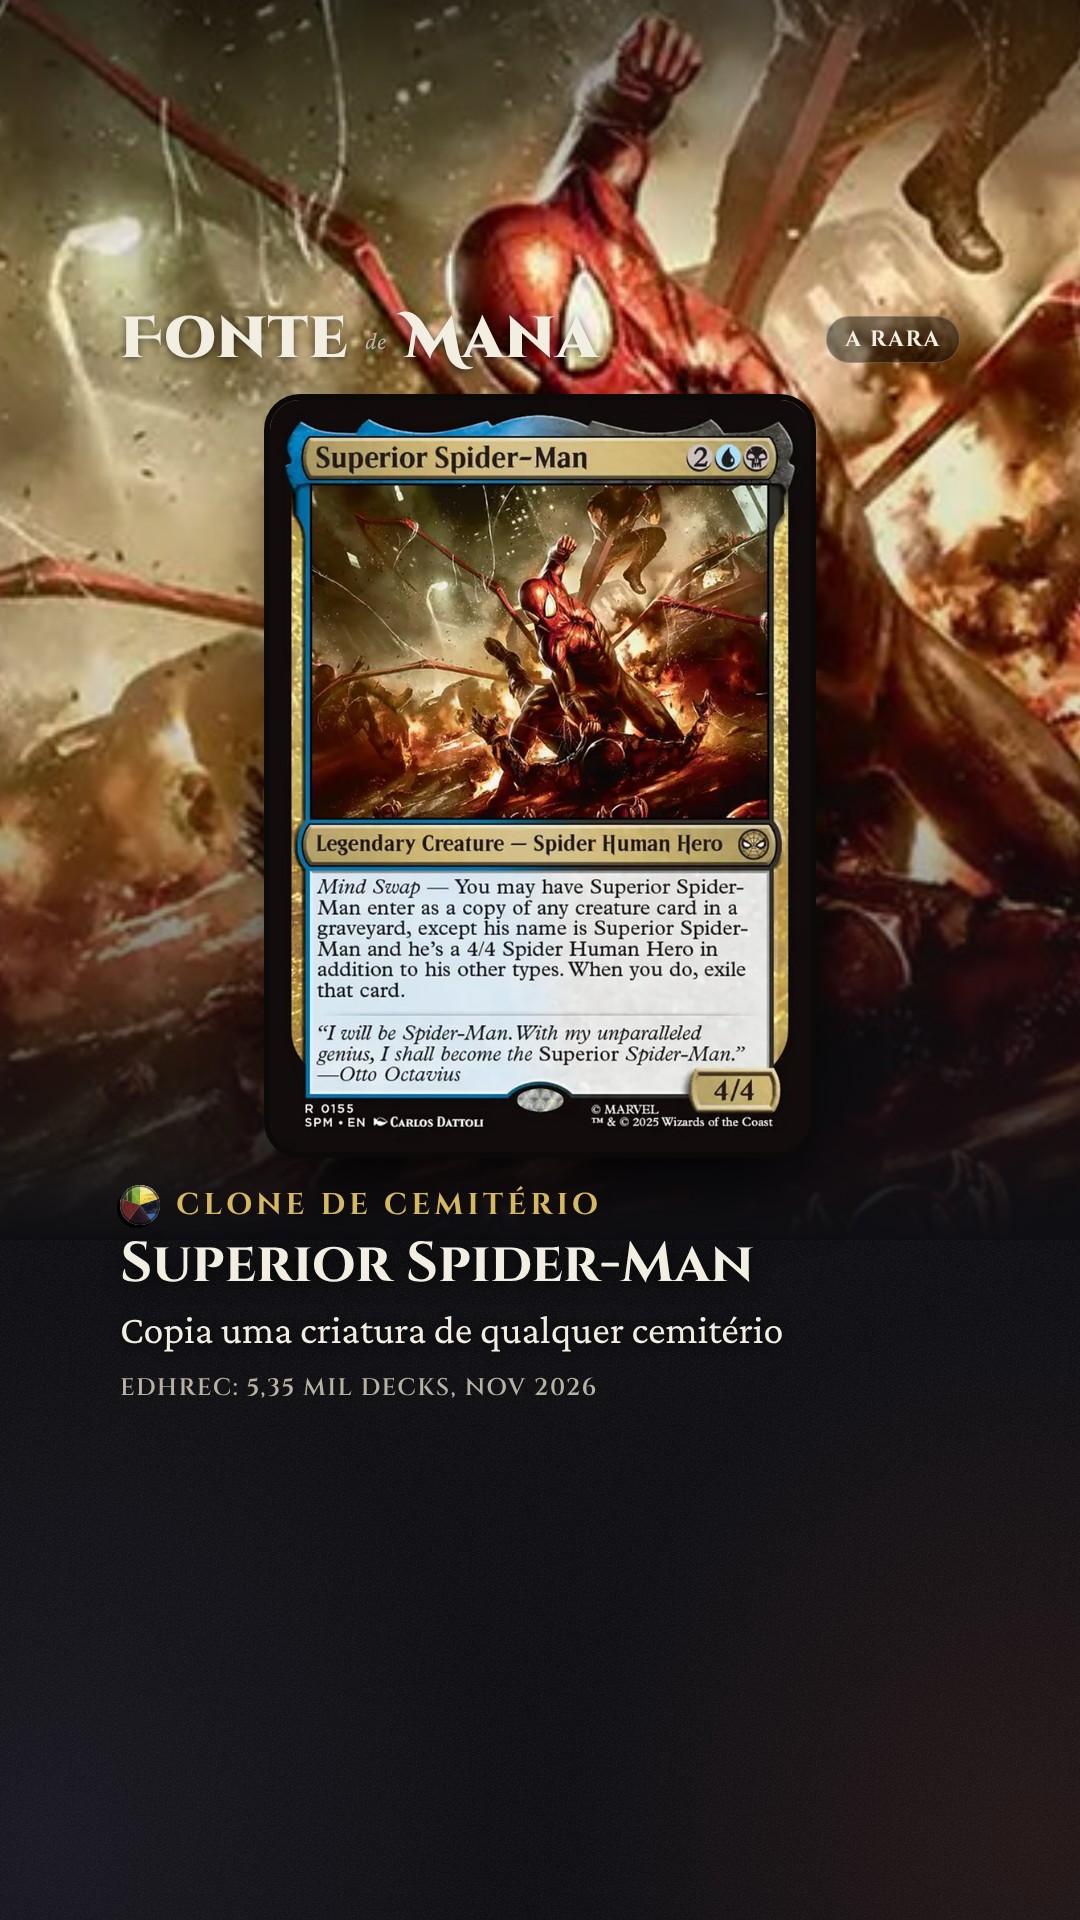 FONTE de MANA
A RARA
Superior Spider-Man
2
Legendary Creature — Spider Human Hero
Mind Swap — You may have Superior Spider-
Man enter as a copy of any creature card in a
graveyard, except his name is Superior Spider-
Man and he's a 4/4 Spider Human Hero in
addition to his other types. When you do, exile
that card.
“I will be Spider-Man. With my unparalleled
genius, I shall become the Superior Spider-Man.”
—Otto Octavius
4/4
R 0155
SPM • EN CARLOS DATTOLI
© MARVEL
™ & © 2025 Wizards of the Coast
CLONE DE CEMITÉRIO
SUPERIOR SPIDER-MAN
Copia uma criatura de qualquer cemitério
EDHREC: 5,35 MIL DECKS, NOV 2026